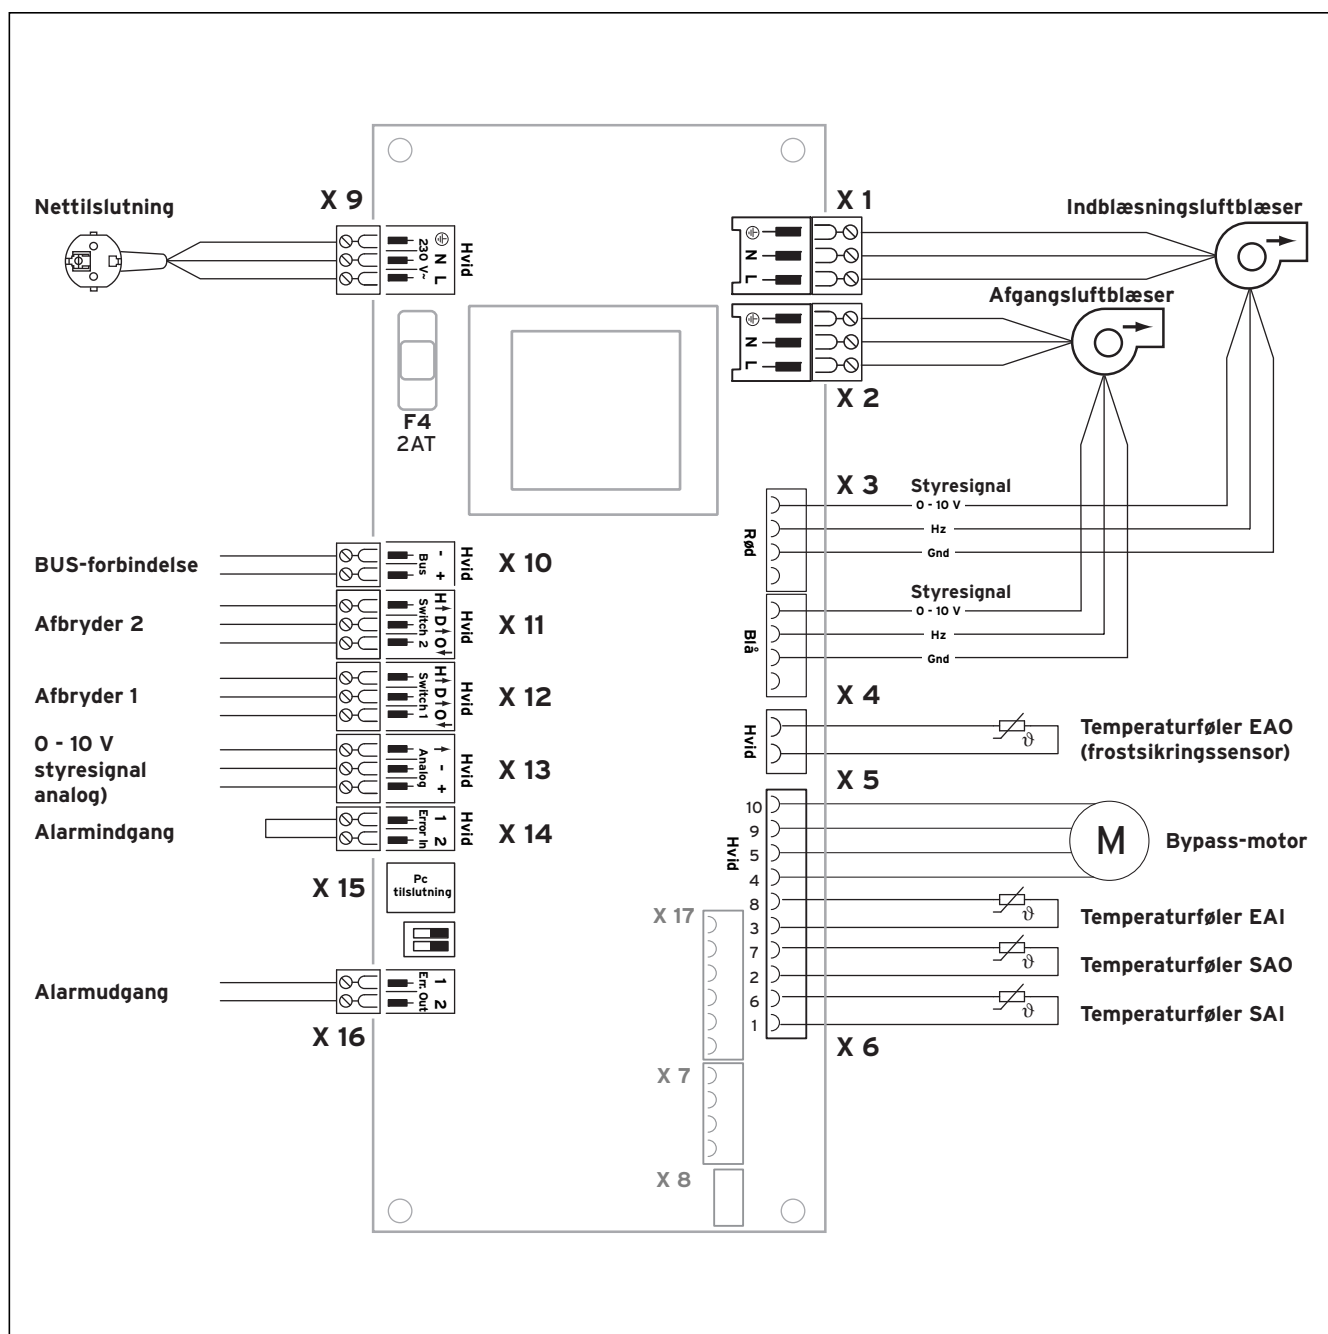 X 9
Nettilslutning
230 V~
N
L
Hvid
F4
2AT
X 1
N
L
Indblæsningsluftblæser
X 2
N
L
Afgangsluftblæser
X 3
Rød
Styresignal
0 - 10 V
Hz
Gnd
Blå
Styresignal
0 - 10 V
Hz
Gnd
X 4
BUS-forbindelse
Bus
-
+
Hvid
X 10
Afbryder 2
Switch 2
H
D
O
Hvid
X 11
Afbryder 1
Switch 1
H
D
O
Hvid
X 12
0 - 10 V
styresignal
analog)
Analog
-
+
Hvid
X 13
Alarmindgang
Error In
1
2
Hvid
X 14
X 15
Pc
tilslutning
Alarmudgang
Err. Out
1
2
X 16
Hvid
Temperaturføler EAO
(frostsikringssensor)
ϑ
X 5
Hvid
10
9
5
4
8
3
7
2
6
1
M
Bypass-motor
ϑ
Temperaturføler EAI
ϑ
Temperaturføler SAO
ϑ
Temperaturføler SAI
X 6
X 17
X 7
X 8